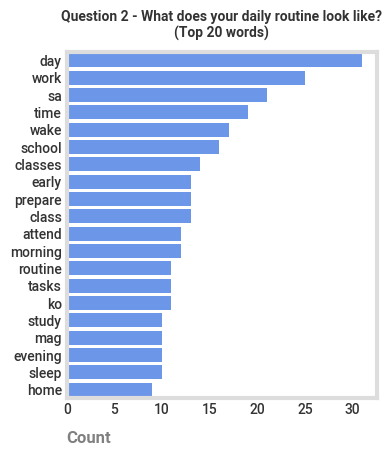 Question 2 - What does your daily routine look like?
(Top 20 words)
day
work
sa
time
wake
school
classes
early
prepare
class
attend
morning
routine
tasks
ko
study
mag
evening
sleep
home
0 5 10 15 20 25 30
Count